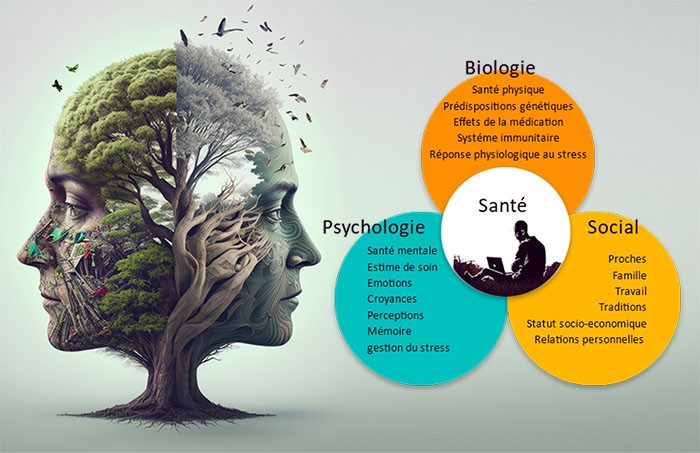 Biologie
Santé physique
Prédispositions génétiques
Effets de la médication
Systéme immunitaire
Réponse physiologique au stress
Santé
Psychologie
Santé mentale
Estime de soin
Emotions
Croyances
Perceptions
Mémoire
gestion du stress
Social
Proches
Famille
Travail
Traditions
Statut socio-economique
Relations personnelles